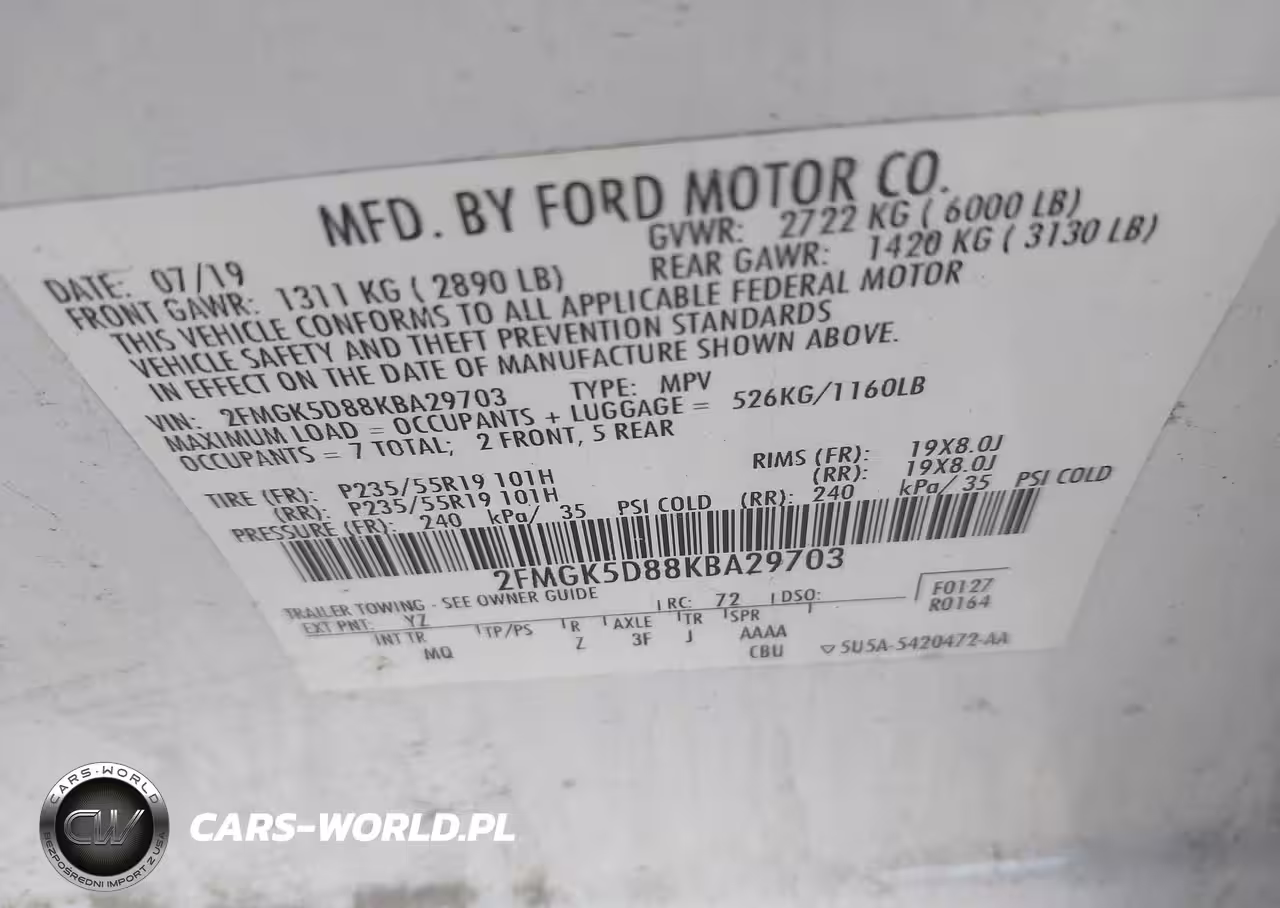 MFD. BY FORD MOTOR CO.
DATE: 07/19 GVWR: 2722 KG ( 6000 LB)
FRONT GAWR: 1311 KG ( 2890 LB) REAR GAWR: 1420 KG ( 3130 LB)
THIS VEHICLE CONFORMS TO ALL APPLICABLE FEDERAL MOTOR
VEHICLE SAFETY AND THEFT PREVENTION STANDARDS
IN EFFECT ON THE DATE OF MANUFACTURE SHOWN ABOVE.
VIN: 2FMGK5D88KBA29703 TYPE: MPV
MAXIMUM LOAD = OCCUPANTS + LUGGAGE = 526KG/1160LB
OCCUPANTS = 7 TOTAL; 2 FRONT, 5 REAR
TIRE (FR): P235/55R19 101H RIMS (FR): 19X8.0J
(RR): P235/55R19 101H (RR): 19X8.0J
PRESSURE (FR): 240 kPa/ 35 PSI COLD (RR): 240 kPa/ 35 PSI COLD
2FMGK5D88KBA29703
TRAILER TOWING - SEE OWNER GUIDE
F0127
R0164
EXT PNT: YZ RC: 72 DSO:
INT TR TP/PS R AXLE TR SPR
MQ Z 3F J AAAA
CBU
▽ 5U5A-5420472-AA
CARS-WORLD
CW
BEZPOŚREDNI IMPORT Z USA
CARS-WORLD.PL